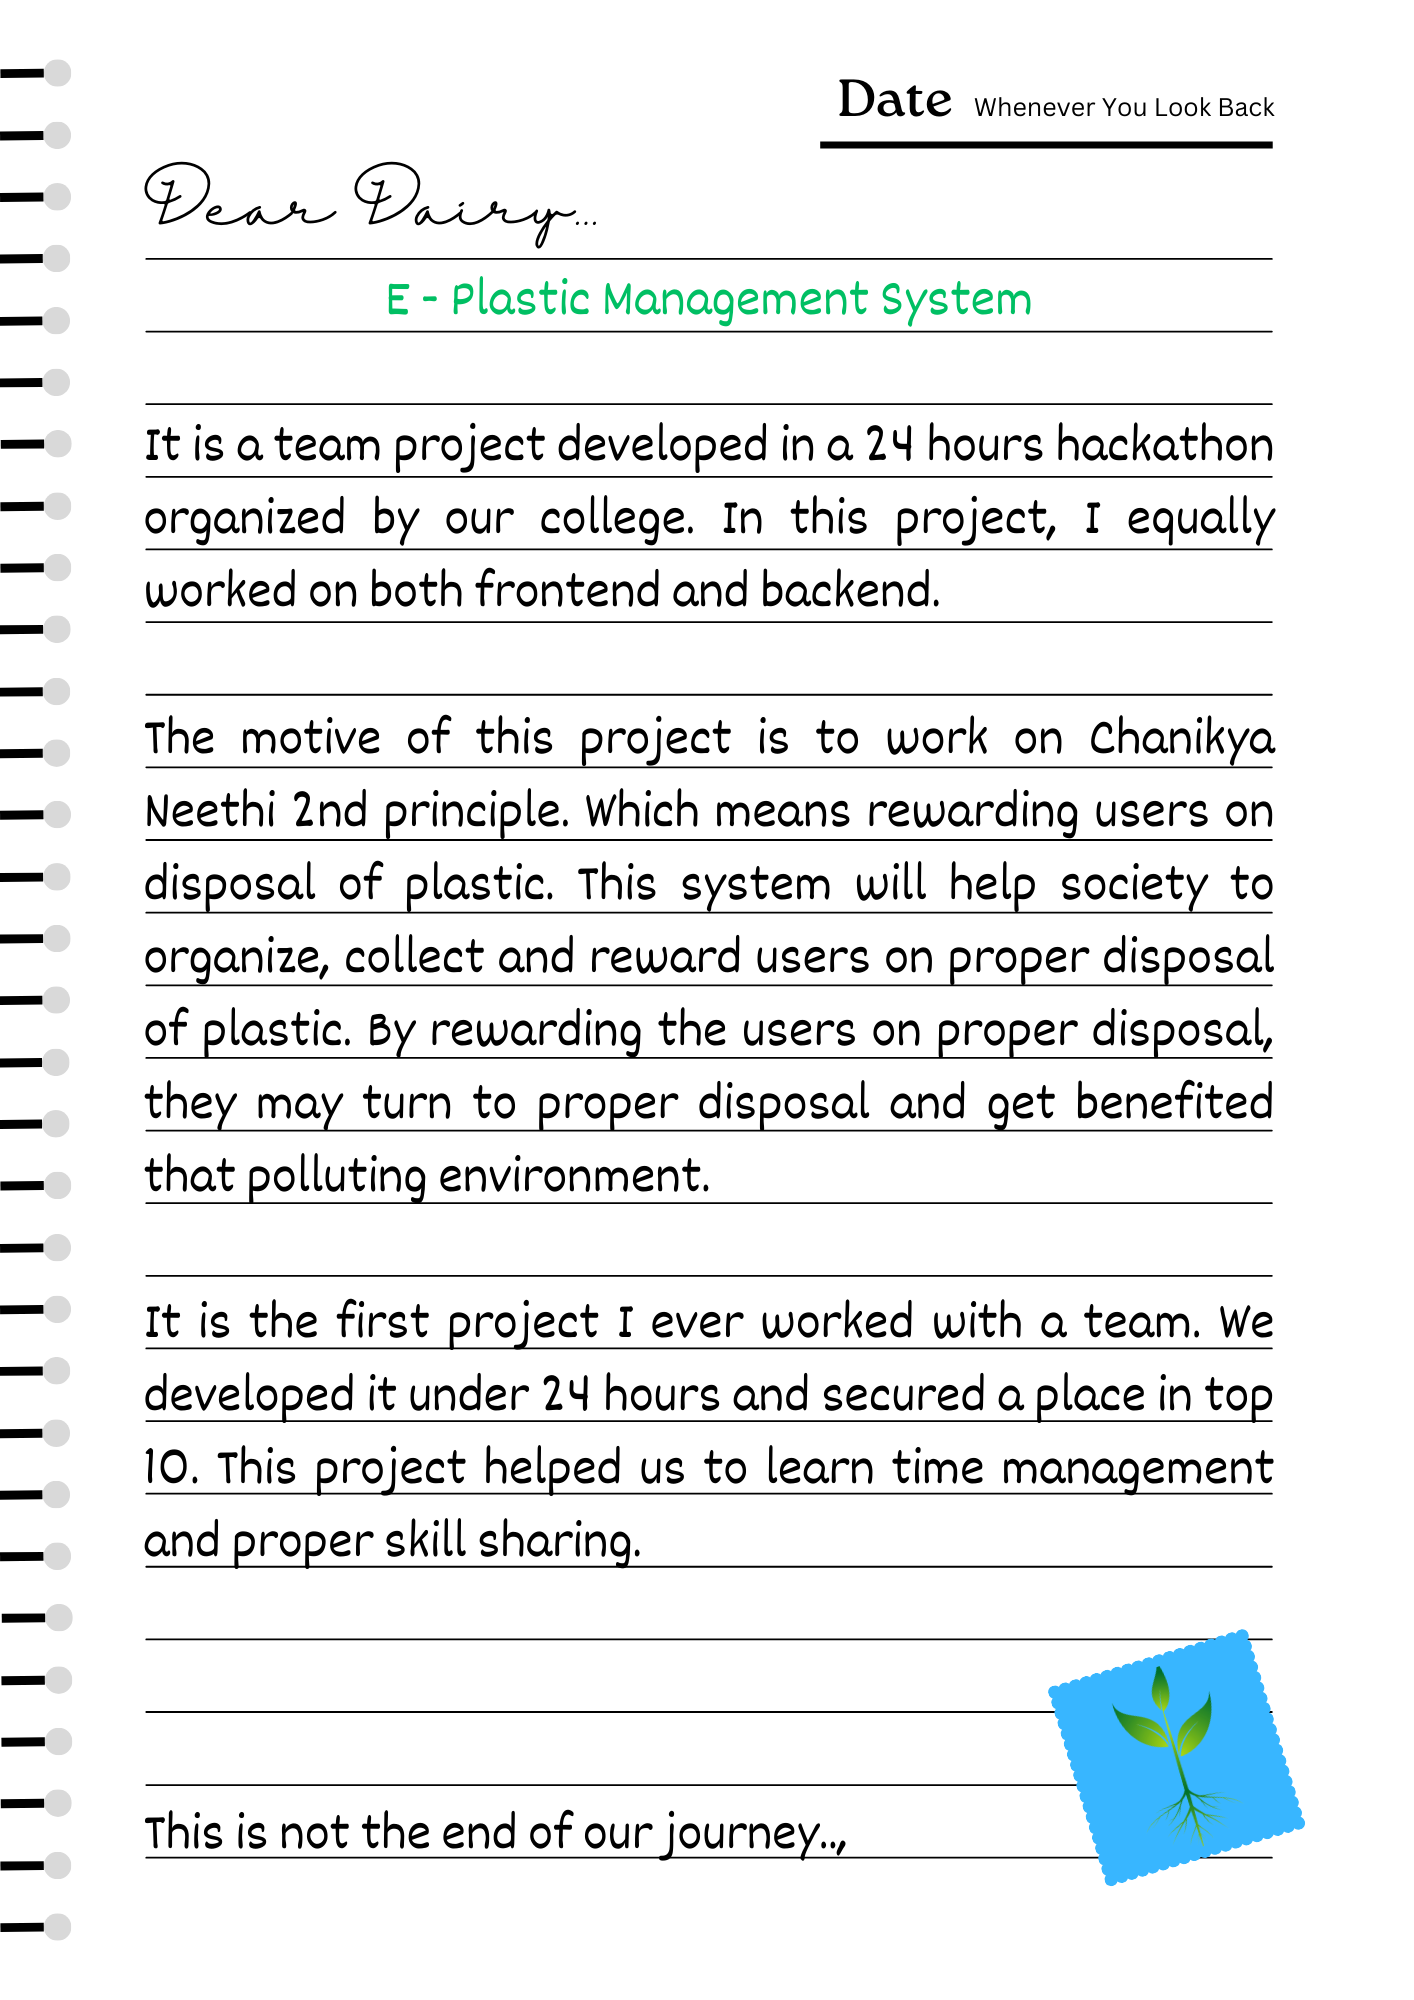 Date Whenever You Look Back
Dear Dairy...
E - Plastic Management System
It is a team project developed in a 24 hours hackathon
organized by our college. In this project, I equally
worked on both frontend and backend.
The motive of this project is to work on Chanikya
Neethi 2nd principle. Which means rewarding users on
disposal of plastic. This system will help society to
organize, collect and reward users on proper disposal
of plastic. By rewarding the users on proper disposal,
they may turn to proper disposal and get benefited
that polluting environment.
It is the first project I ever worked with a team. We
developed it under 24 hours and secured a place in top
10. This project helped us to learn time management
and proper skill sharing.
This is not the end of our journey..,